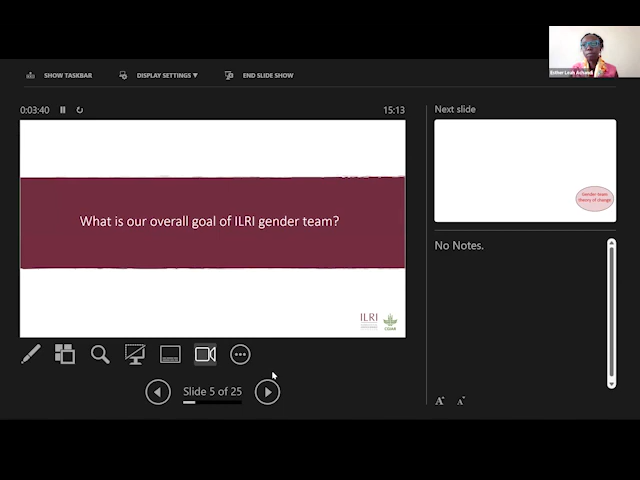 Esther Leah Achandi
SHOW TASKBAR
DISPLAY SETTINGS ▼
END SLIDE SHOW
0:03:40
15:13
Next slide
What is our overall goal of ILRI gender team?
Gender team
theory of change
No Notes.
ILRI
CGIAR
Slide 5 of 25
A A